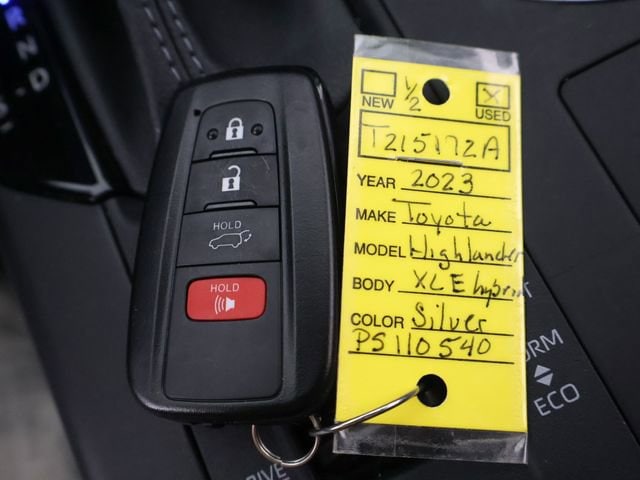 HOLD
HOLD
NEW
1/2
USED
T215172A
YEAR 2023
MAKE Toyota
MODEL Highlander
BODY XLE hybrid
COLOR Silver
PS110540
ECO